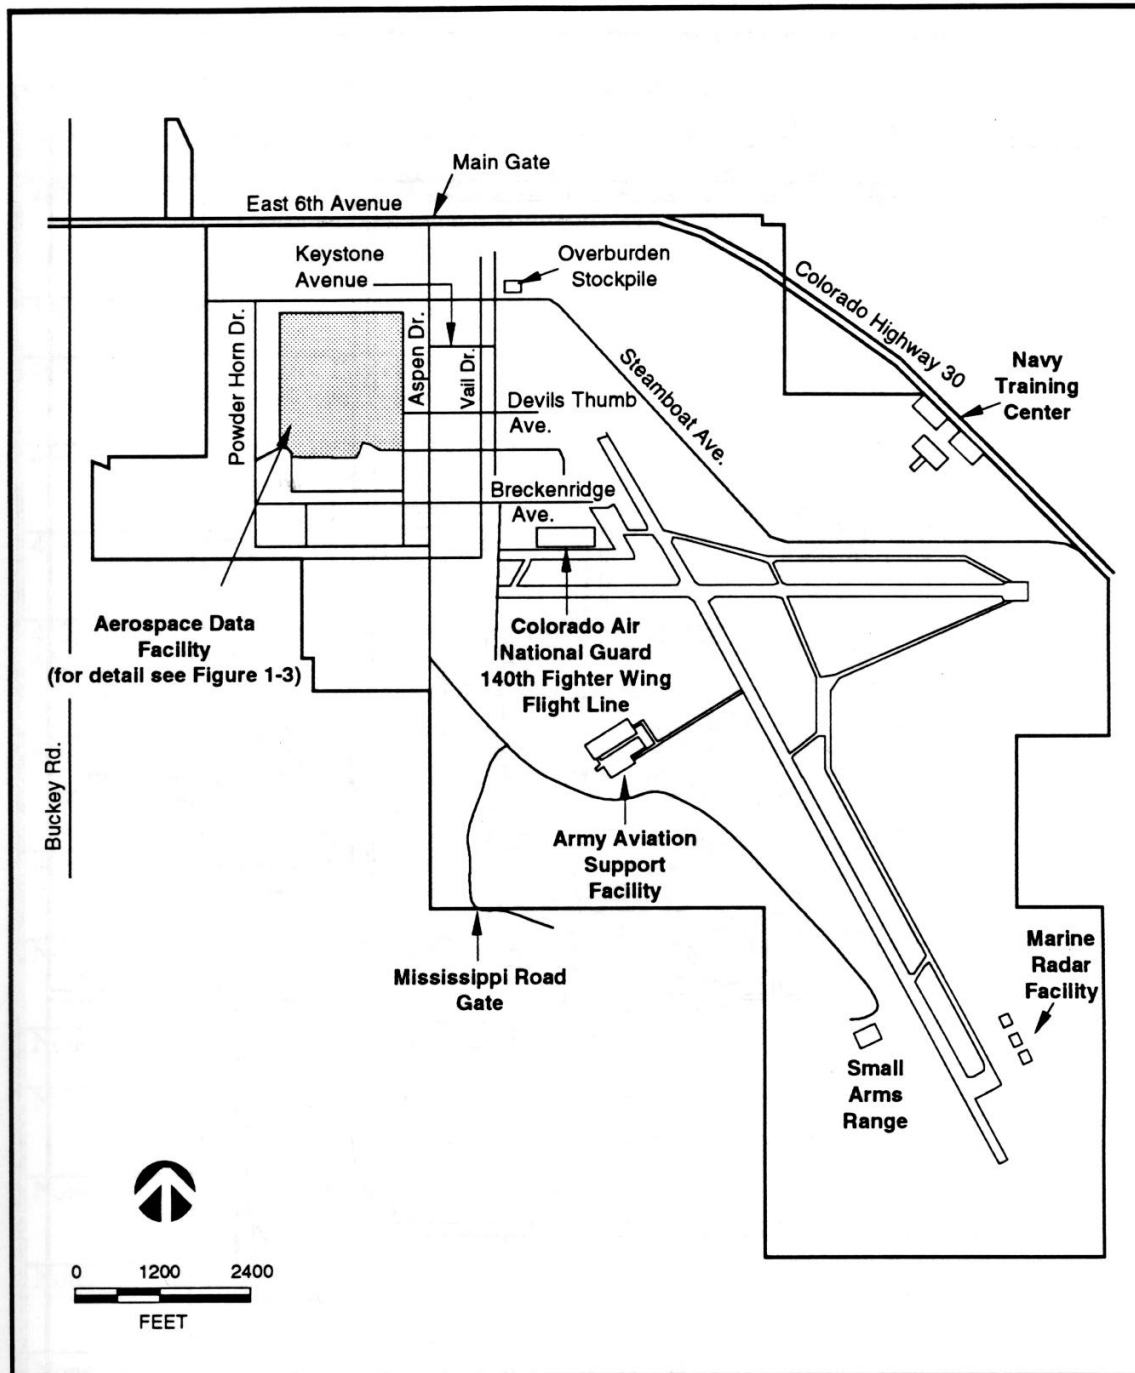 Main Gate
East 6th Avenue
Keystone
Avenue
Overburden
Stockpile
Colorado Highway 30
Navy
Training
Center
Powder Horn Dr.
Aspen Dr.
Vail Dr.
Steamboat Ave.
Devils Thumb
Ave.
Breckenridge
Ave.
Aerospace Data
Facility
(for detail see Figure 1-3)
Colorado Air
National Guard
140th Fighter Wing
Flight Line
Buckey Rd.
Army Aviation
Support
Facility
Mississippi Road
Gate
Marine
Radar
Facility
Small
Arms
Range
0 1200 2400
FEET